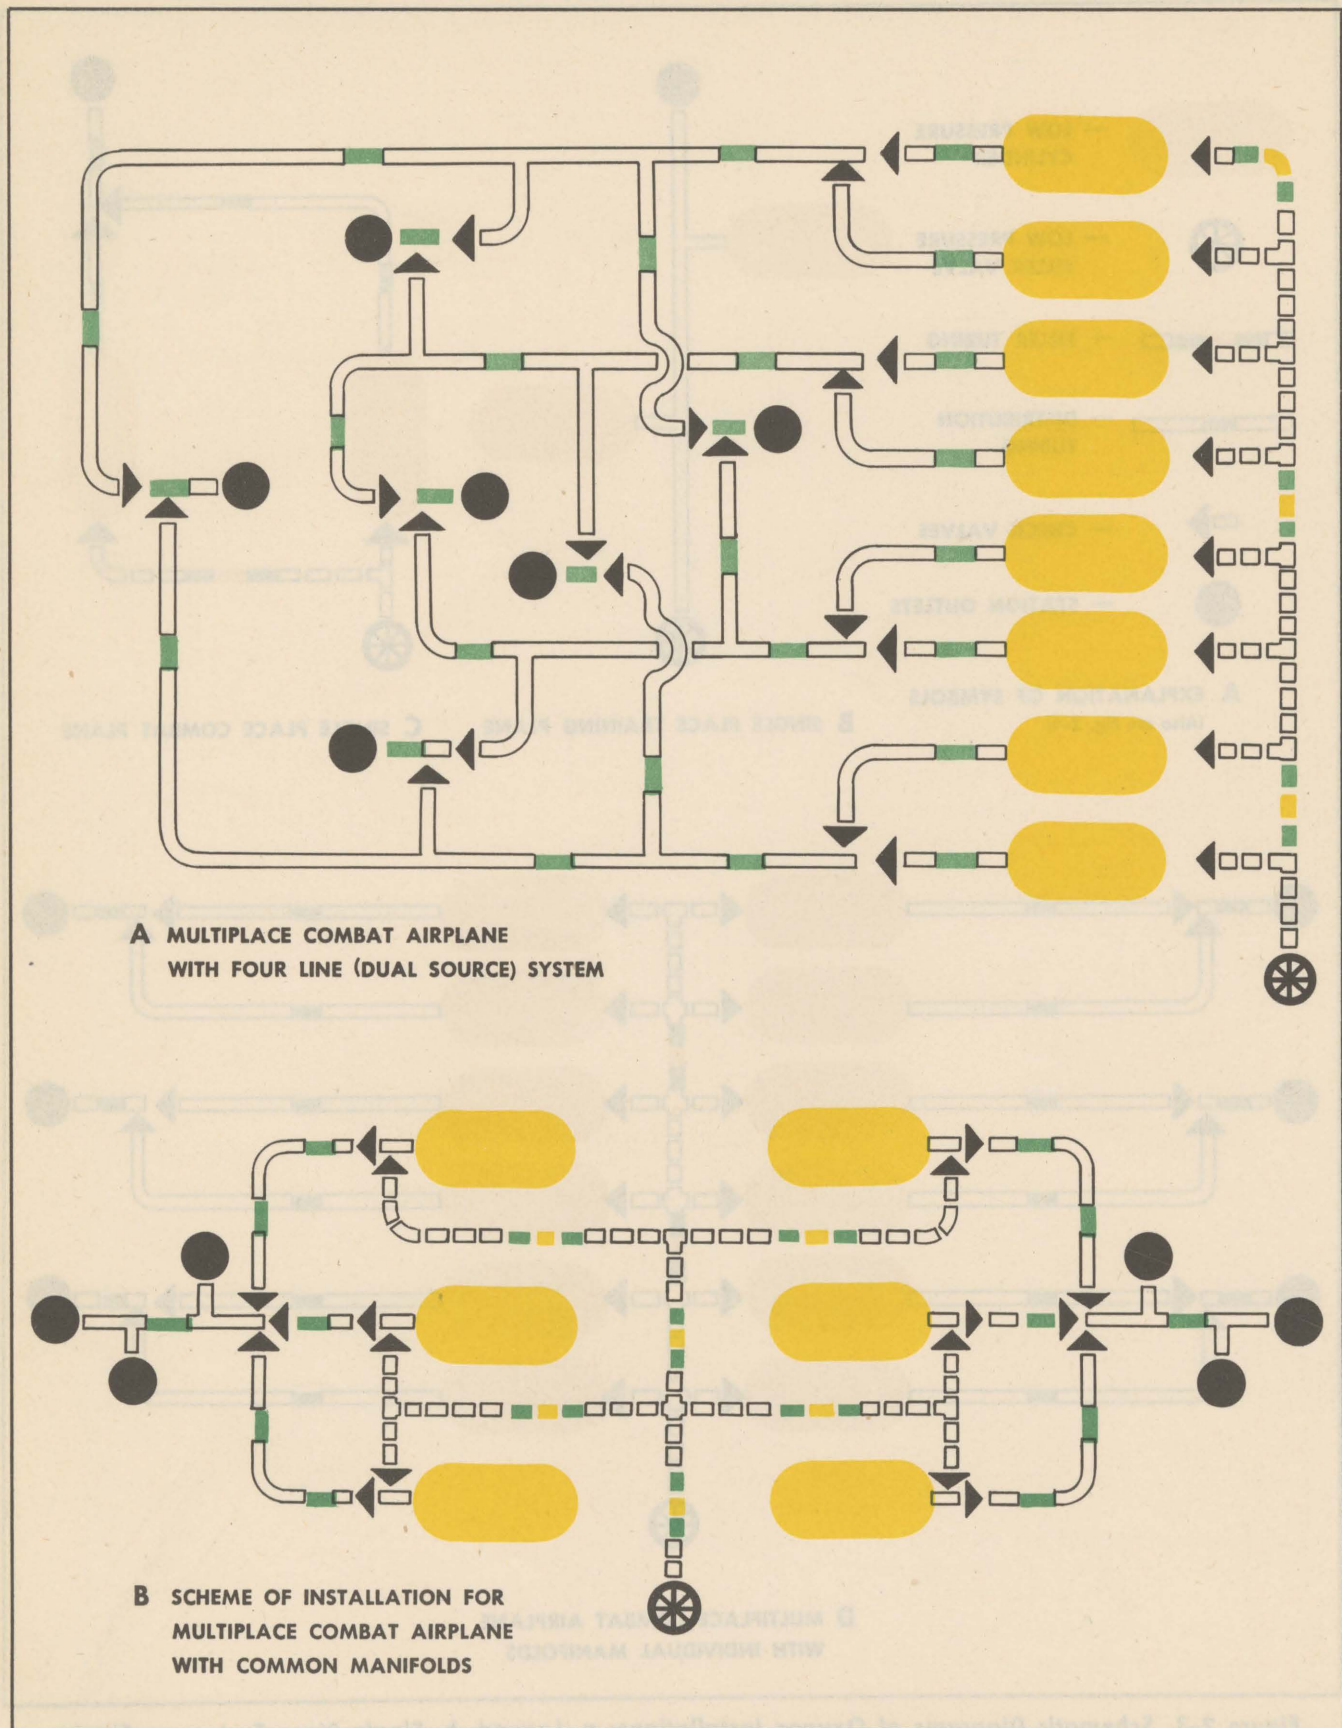 A MULTIPLACE COMBAT AIRPLANE
WITH FOUR LINE (DUAL SOURCE) SYSTEM
B SCHEME OF INSTALLATION FOR
MULTIPLACE COMBAT AIRPLANE
WITH COMMON MANIFOLDS